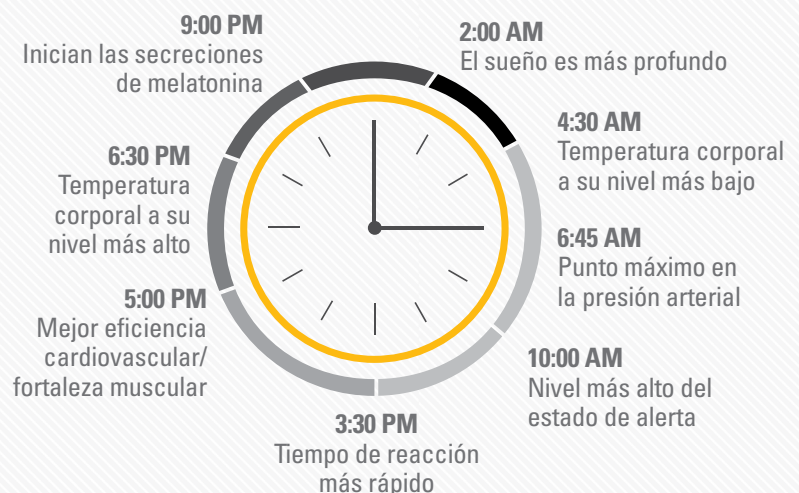 9:00 PM
Inician las secreciones
de melatonina
2:00 AM
El sueño es más profundo
4:30 AM
Temperatura corporal
a su nivel más bajo
6:45 AM
Punto máximo en
la presión arterial
10:00 AM
Nivel más alto del
estado de alerta
3:30 PM
Tiempo de reacción
más rápido
5:00 PM
Mejor eficiencia
cardiovascular/
fortaleza muscular
6:30 PM
Temperatura
corporal a su
nivel más alto